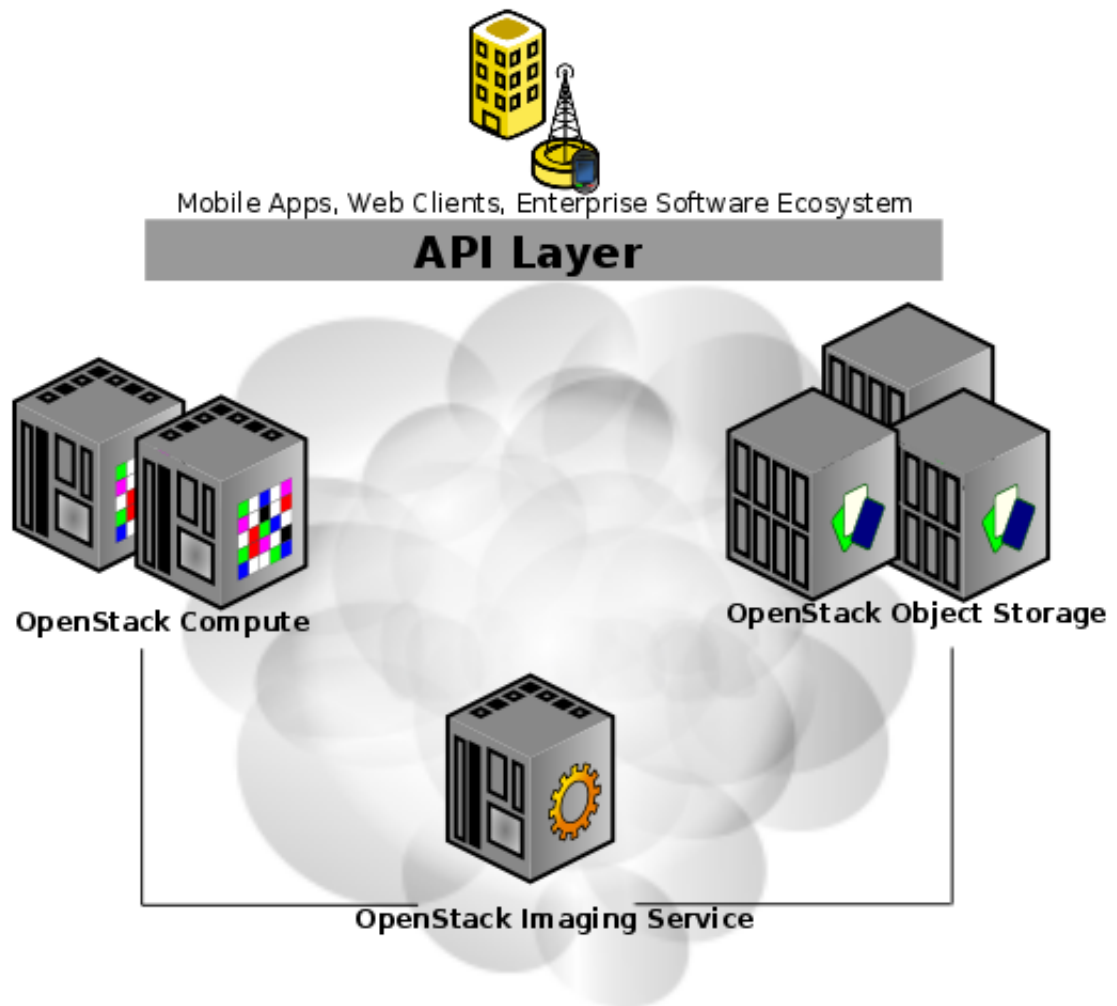 Mobile Apps, Web Clients, Enterprise Software Ecosystem
API Layer
OpenStack Compute
OpenStack Object Storage
OpenStack Imaging Service